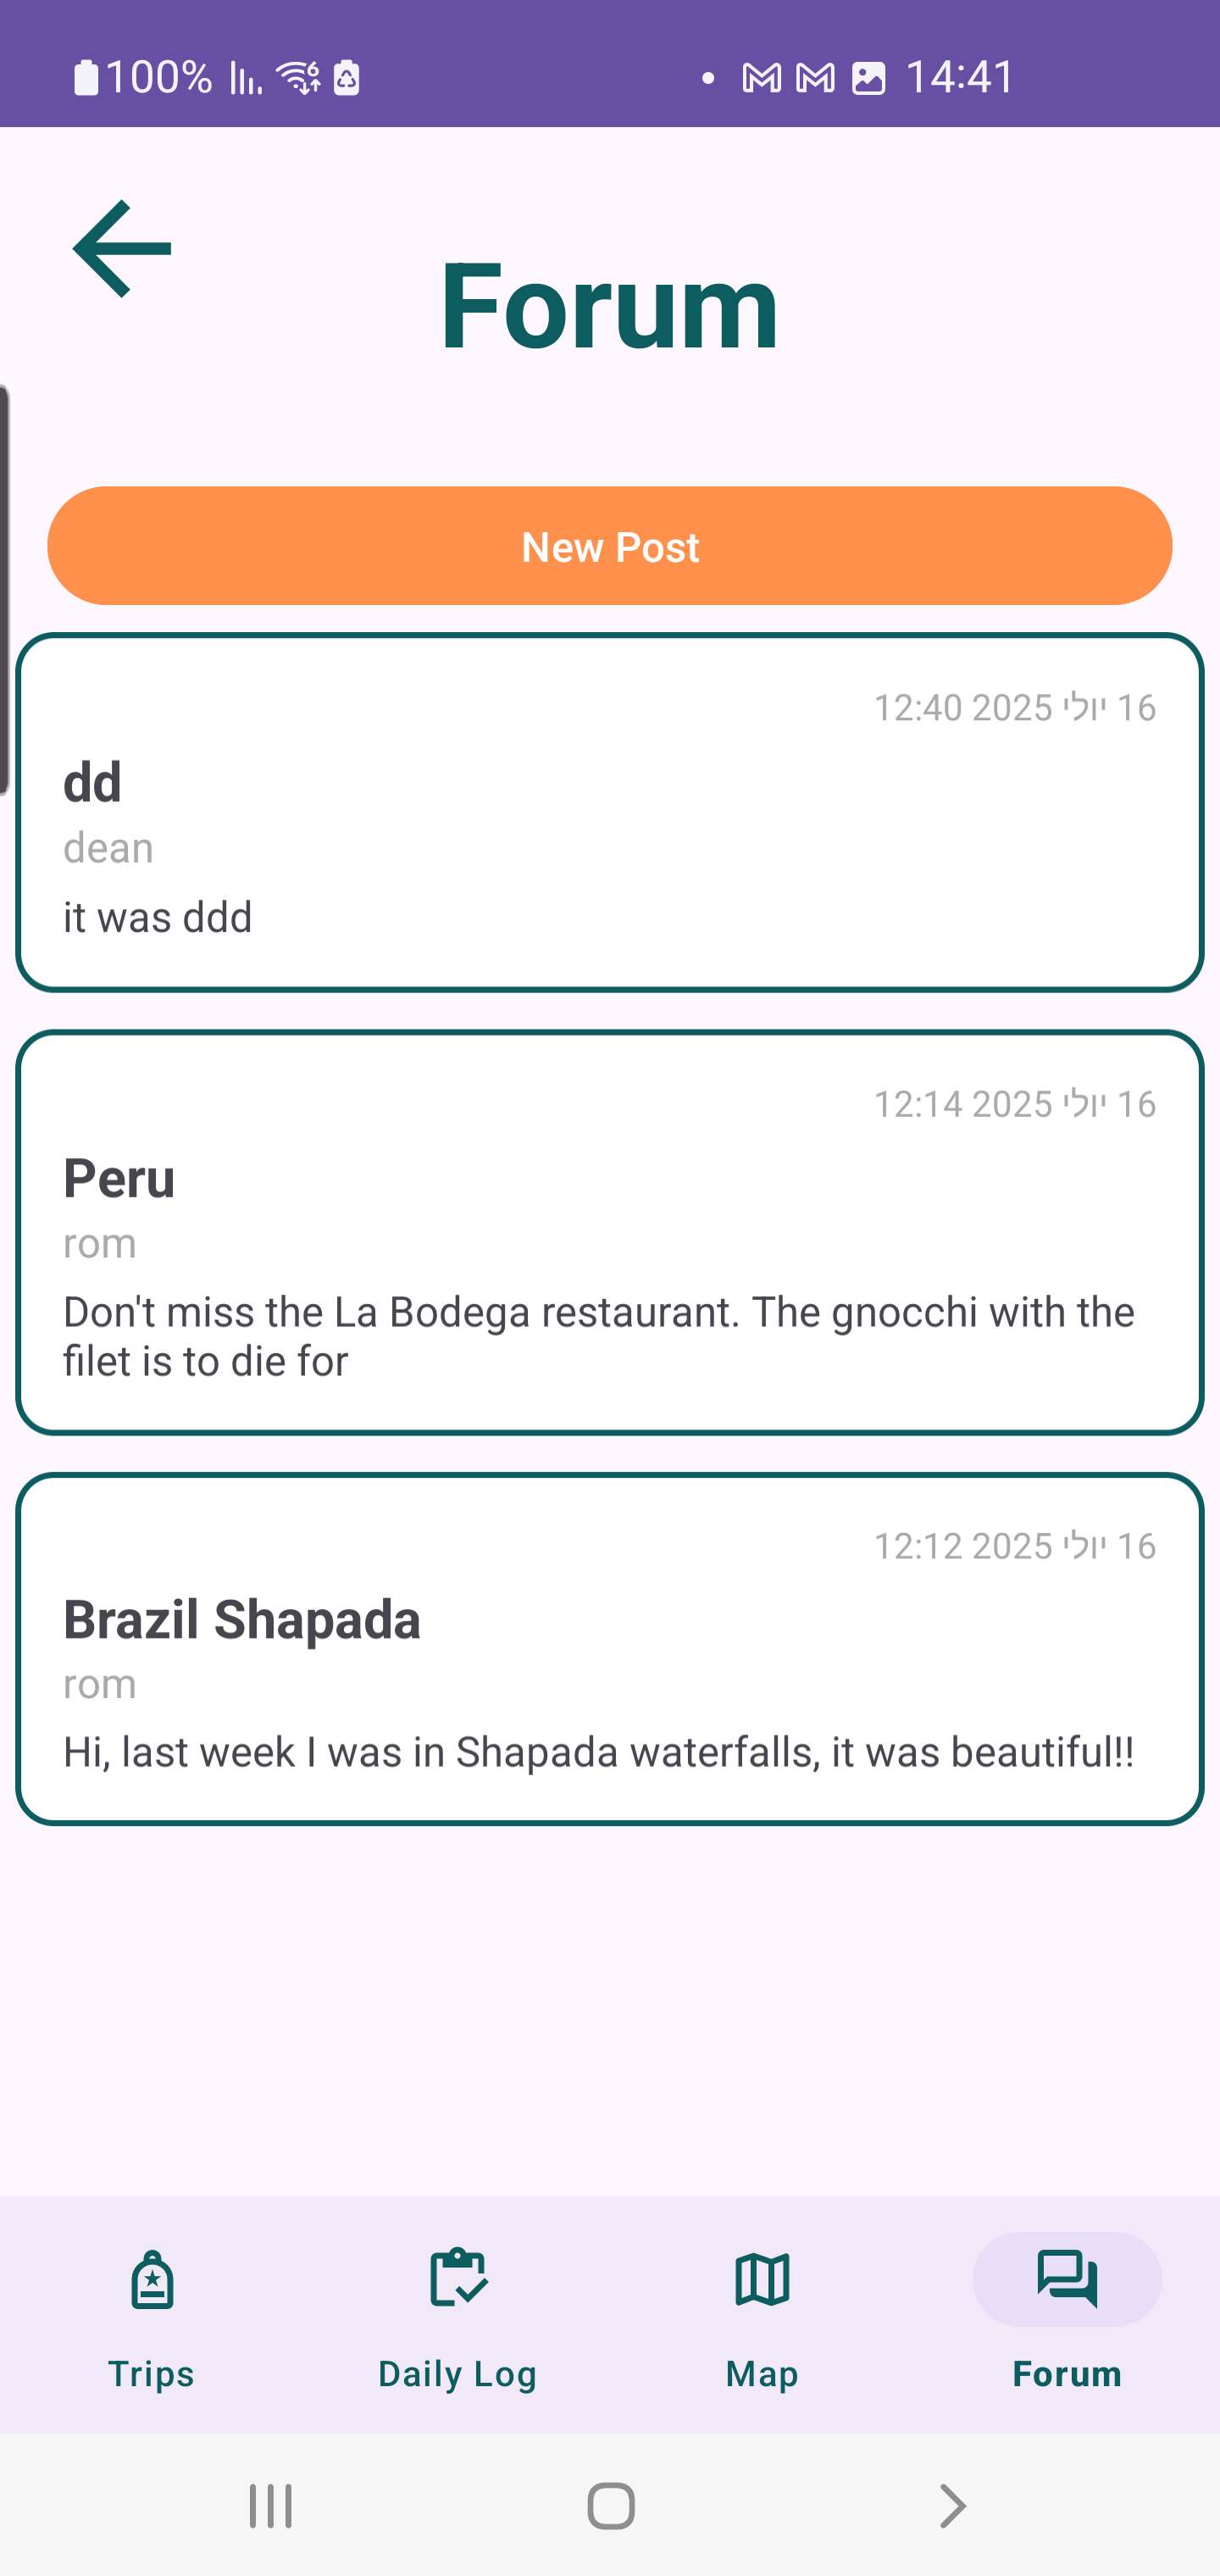 100%
14:41
Forum
New Post
16 יולי 2025 12:40
dd
dean
it was ddd
16 יולי 2025 12:14
Peru
rom
Don't miss the La Bodega restaurant. The gnocchi with the
filet is to die for
16 יולי 2025 12:12
Brazil Shapada
rom
Hi, last week I was in Shapada waterfalls, it was beautiful!!
Trips
Daily Log
Map
Forum